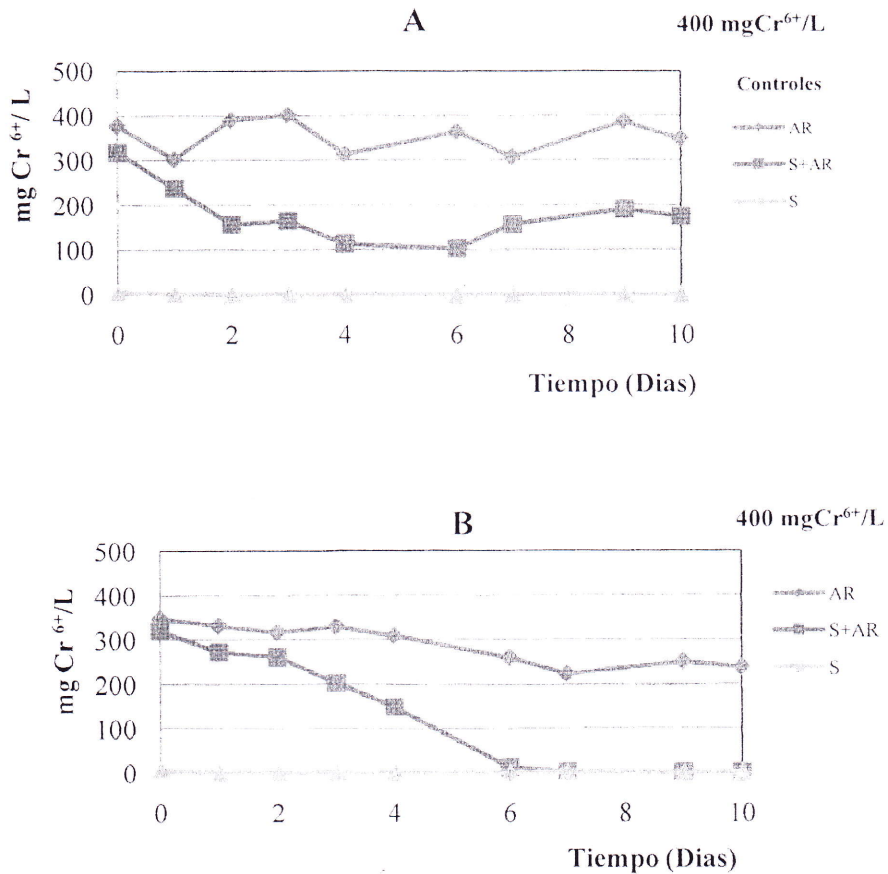 A
400 mgCr⁶⁺/L
mg Cr ⁶⁺/ L
500
400
300
200
100
0
0 2 4 6 8 10
Tiempo (Dias)
Controles
AR
S+AR
S
B
400 mgCr⁶⁺/L
mg Cr ⁶⁺/L
500
400
300
200
100
0
0 2 4 6 8 10
Tiempo (Dias)
AR
S+AR
S